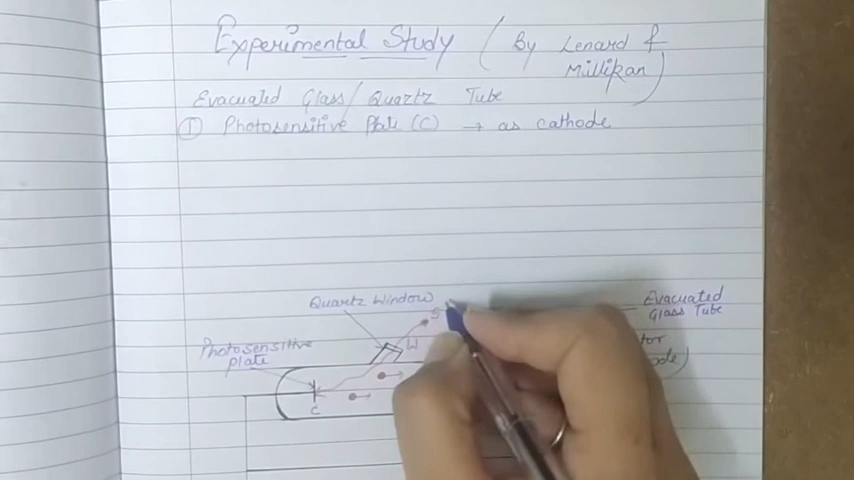 Experimental Study ( By Lenard &
Millikan )
Evacuated Glass / Quartz Tube
① Photosensitive Plate (C) → as cathode
Quartz Window
S
Evacuated
Glass Tube
Photosensitive
Plate
W
C